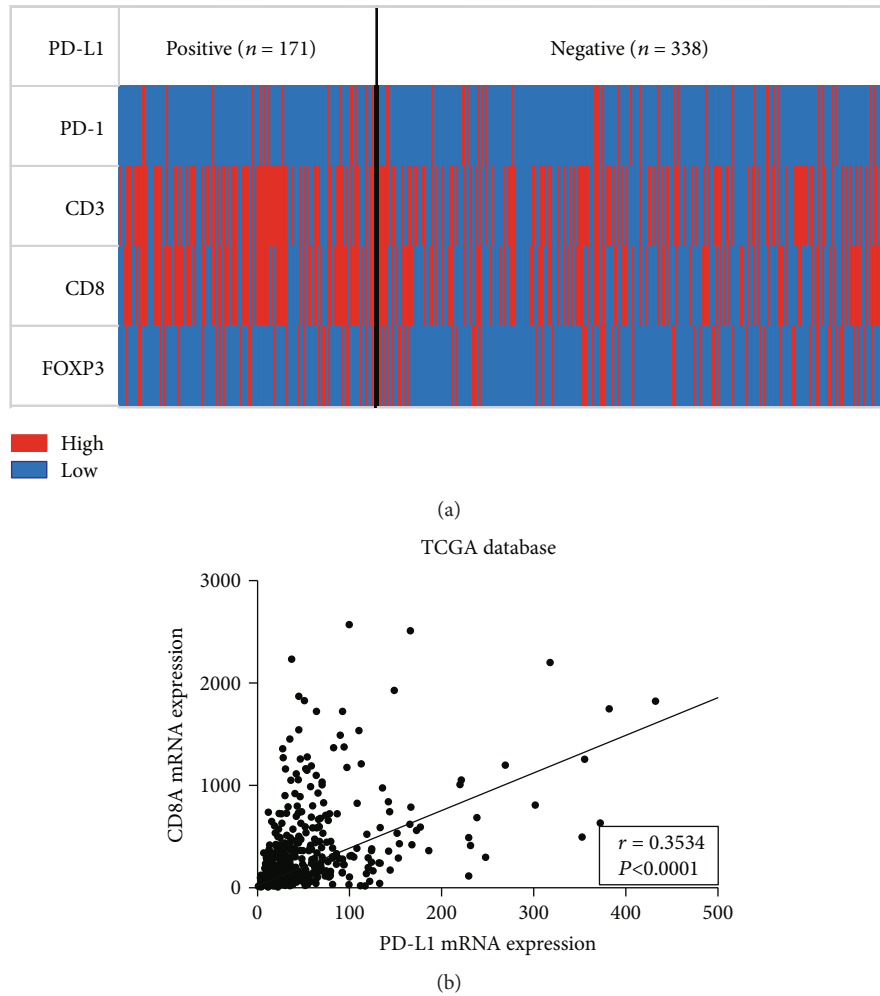 PD-L1
Positive (n = 171)
Negative (n = 338)
PD-1
CD3
CD8
FOXP3
High
Low
(a)
TCGA database
3000
2000
1000
0
CD8A mRNA expression
r = 0.3534
P<0.0001
0 100 200 300 400 500
PD-L1 mRNA expression
(b)